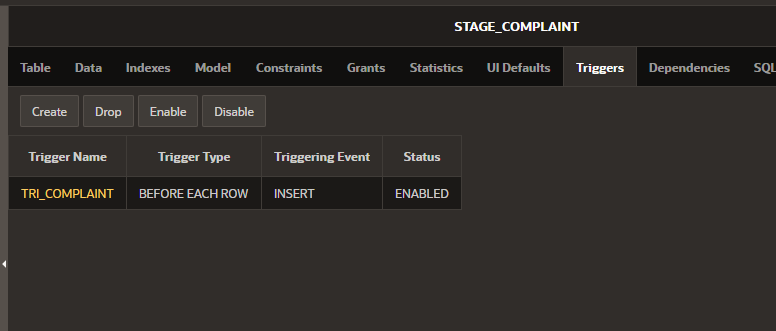 STAGE_COMPLAINT
Table Data Indexes Model Constraints Grants Statistics UI Defaults Triggers Dependencies SQL
Create Drop Enable Disable
Trigger Name Trigger Type Triggering Event Status
TRI_COMPLAINT BEFORE EACH ROW INSERT ENABLED